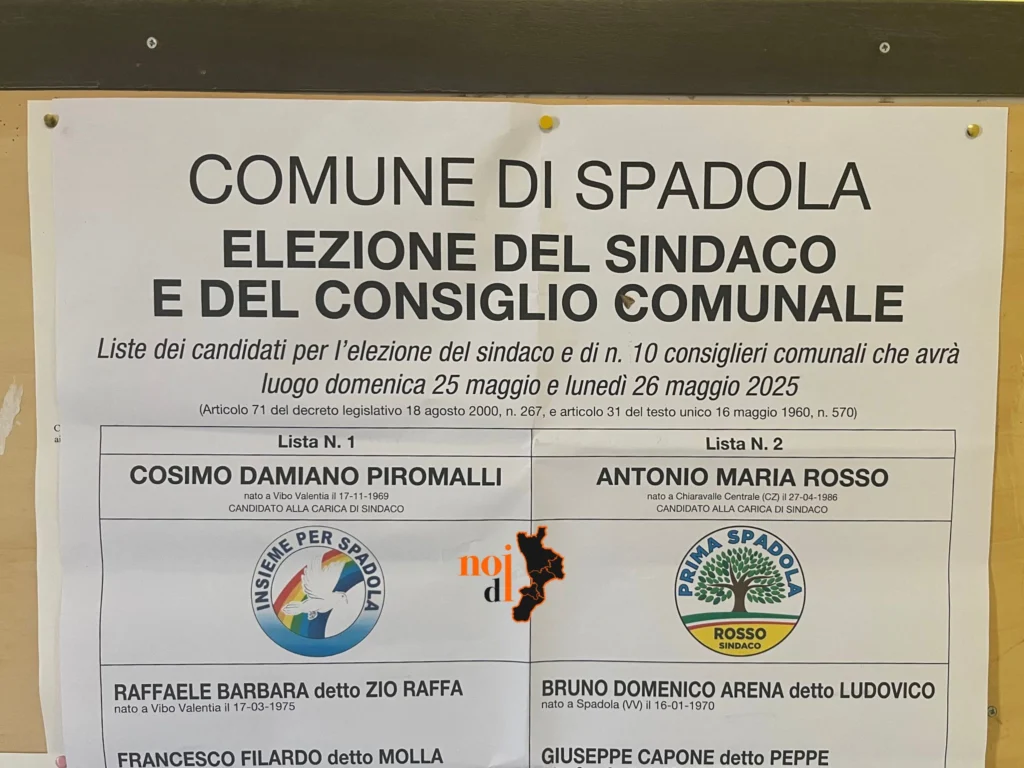 COMUNE DI SPADOLA
ELEZIONE DEL SINDACO
E DEL CONSIGLIO COMUNALE
Liste dei candidati per l'elezione del sindaco e di n. 10 consiglieri comunali che avrà
luogo domenica 25 maggio e lunedì 26 maggio 2025
(Articolo 71 del decreto legislativo 18 agosto 2000, n. 267, e articolo 31 del testo unico 16 maggio 1960, n. 570)
Lista N. 1
COSIMO DAMIANO PIROMALLI
nato a Vibo Valentia il 17-11-1969
CANDIDATO ALLA CARICA DI SINDACO
INSIEME PER SPADOLA
RAFFAELE BARBARA detto ZIO RAFFA
nato a Vibo Valentia il 17-03-1975
FRANCESCO FILARDO detto MOLLA
noi
di
Lista N. 2
ANTONIO MARIA ROSSO
nato a Chiaravalle Centrale (CZ) il 27-04-1986
CANDIDATO ALLA CARICA DI SINDACO
PRIMA SPADOLA
ROSSO
SINDACO
BRUNO DOMENICO ARENA detto LUDOVICO
nato a Spadola (VV) il 16-01-1970
GIUSEPPE CAPONE detto PEPPE